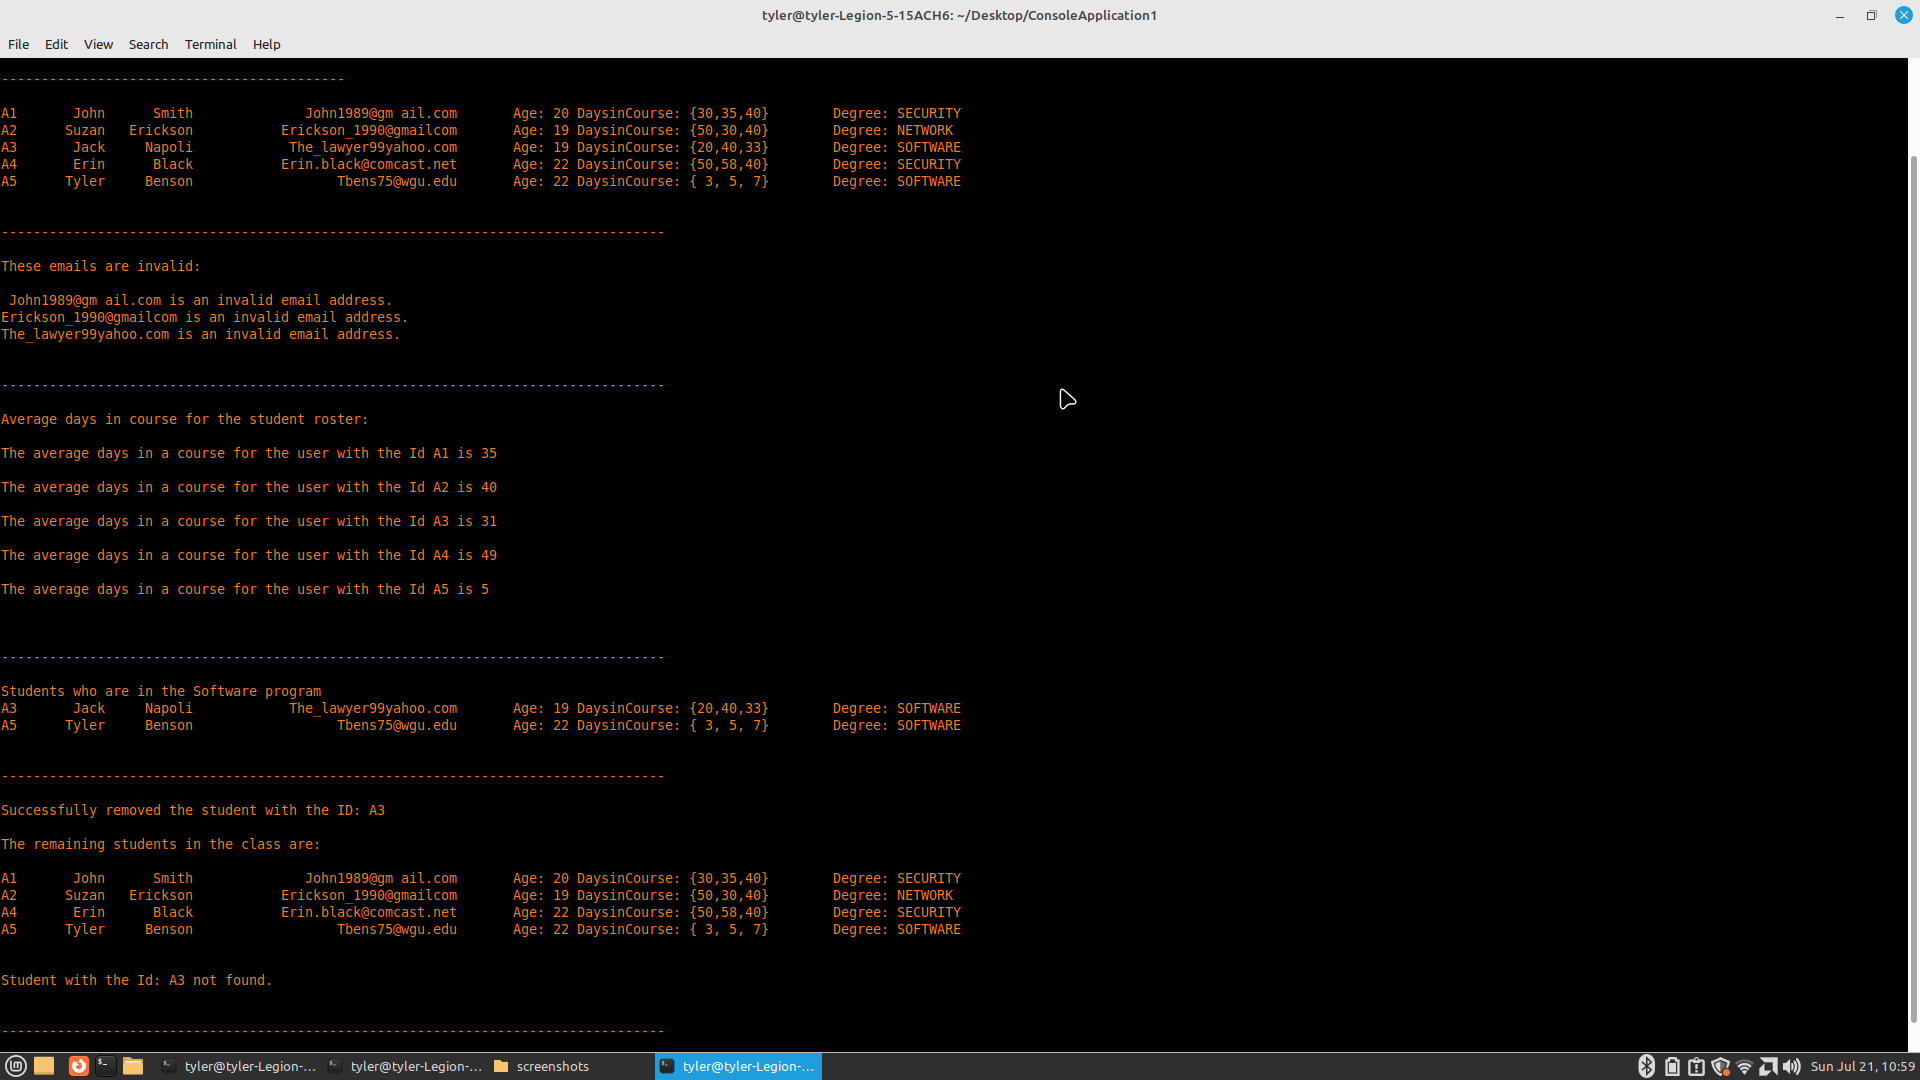 tyler@tyler-Legion-5-15ACH6: ~/Desktop/ConsoleApplication1
File Edit View Search Terminal Help
-------------------------------------------
A1 John Smith John1989@gm ail.com Age: 20 DaysinCourse: {30,35,40} Degree: SECURITY
A2 Suzan Erickson Erickson_1990@gmailcom Age: 19 DaysinCourse: {50,30,40} Degree: NETWORK
A3 Jack Napoli The_lawyer99yahoo.com Age: 19 DaysinCourse: {20,40,33} Degree: SOFTWARE
A4 Erin Black Erin.black@comcast.net Age: 22 DaysinCourse: {50,58,40} Degree: SECURITY
A5 Tyler Benson Tbens75@wgu.edu Age: 22 DaysinCourse: { 3, 5, 7} Degree: SOFTWARE
-----------------------------------------------------------------------------------
These emails are invalid:
John1989@gm ail.com is an invalid email address.
Erickson_1990@gmailcom is an invalid email address.
The_lawyer99yahoo.com is an invalid email address.
-----------------------------------------------------------------------------------
Average days in course for the student roster:
The average days in a course for the user with the Id A1 is 35
The average days in a course for the user with the Id A2 is 40
The average days in a course for the user with the Id A3 is 31
The average days in a course for the user with the Id A4 is 49
The average days in a course for the user with the Id A5 is 5
-----------------------------------------------------------------------------------
Students who are in the Software program
A3 Jack Napoli The_lawyer99yahoo.com Age: 19 DaysinCourse: {20,40,33} Degree: SOFTWARE
A5 Tyler Benson Tbens75@wgu.edu Age: 22 DaysinCourse: { 3, 5, 7} Degree: SOFTWARE
-----------------------------------------------------------------------------------
Successfully removed the student with the ID: A3
The remaining students in the class are:
A1 John Smith John1989@gm ail.com Age: 20 DaysinCourse: {30,35,40} Degree: SECURITY
A2 Suzan Erickson Erickson_1990@gmailcom Age: 19 DaysinCourse: {50,30,40} Degree: NETWORK
A4 Erin Black Erin.black@comcast.net Age: 22 DaysinCourse: {50,58,40} Degree: SECURITY
A5 Tyler Benson Tbens75@wgu.edu Age: 22 DaysinCourse: { 3, 5, 7} Degree: SOFTWARE
Student with the Id: A3 not found.
-----------------------------------------------------------------------------------
tyler@tyler-Legion-... tyler@tyler-Legion-... screenshots tyler@tyler-Legion-... Sun Jul 21, 10:59